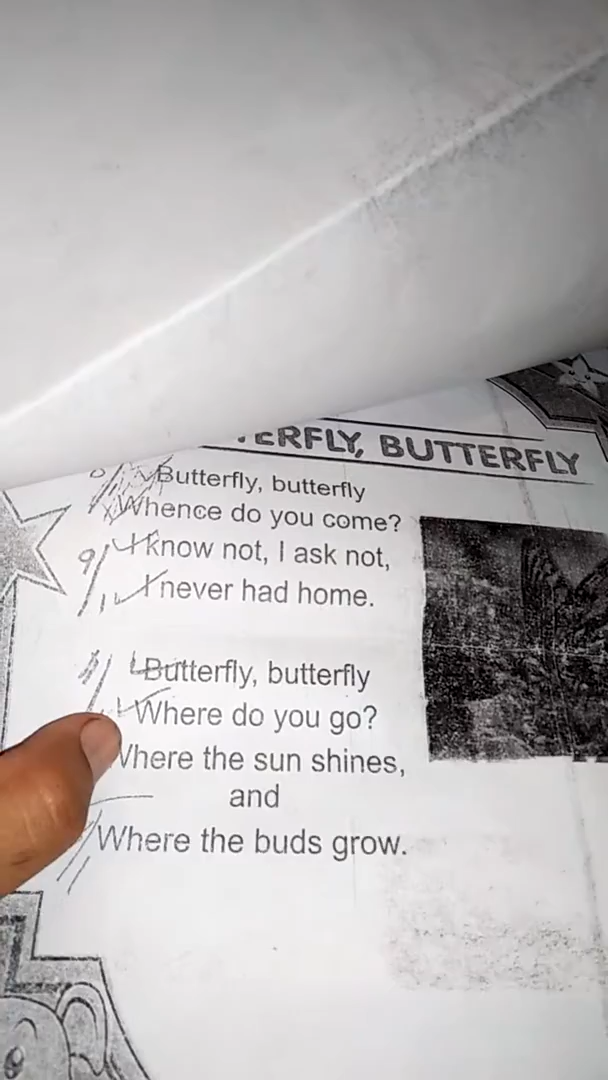 BUTTERFLY
Butterfly, butterfly
Whence do you come?
I know not, I ask not,
I never had home.
Butterfly, butterfly
Where do you go?
Where the sun shines,
and
Where the buds grow.